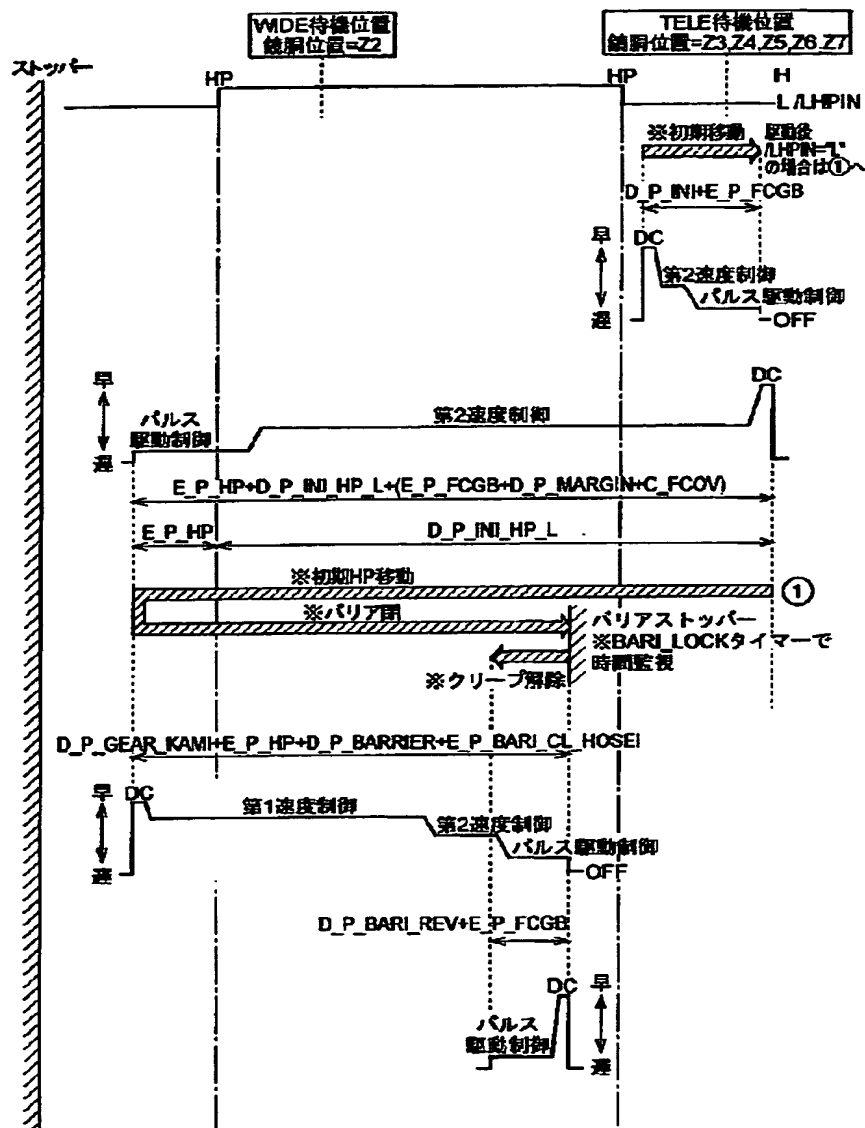 WIDE待機位置
鏡胴位置=Z2
TELE待機位置
鏡胴位置=Z3,Z4,Z5,Z6,Z7
ストッパー
HP
HP
H
L /LHPIN
※初期移動
駆動後
/LHPIN="L"
の場合は①へ
D_P_INI+E_P_FCGB
早
DC
第2速度制御
パルス駆動制御
遅
OFF
早
DC
パルス
駆動制御
第2速度制御
遅
E_P_HP+D_P_INI_HP_L+(E_P_FCGB+D_P_MARGIN+C_FCOV)
E_P_HP
D_P_INI_HP_L
※初期HP移動
①
※バリア閉
バリアストッパー
※BARI_LOCKタイマーで
時間監視
※クリープ解除
D_P_GEAR_KAMI+E_P_HP+D_P_BARRIER+E_P_BARI_CL_HOSEI
早
DC
第1速度制御
第2速度制御
パルス駆動制御
遅
OFF
D_P_BARI_REV+E_P_FCGB
DC
早
パルス
駆動制御
遅